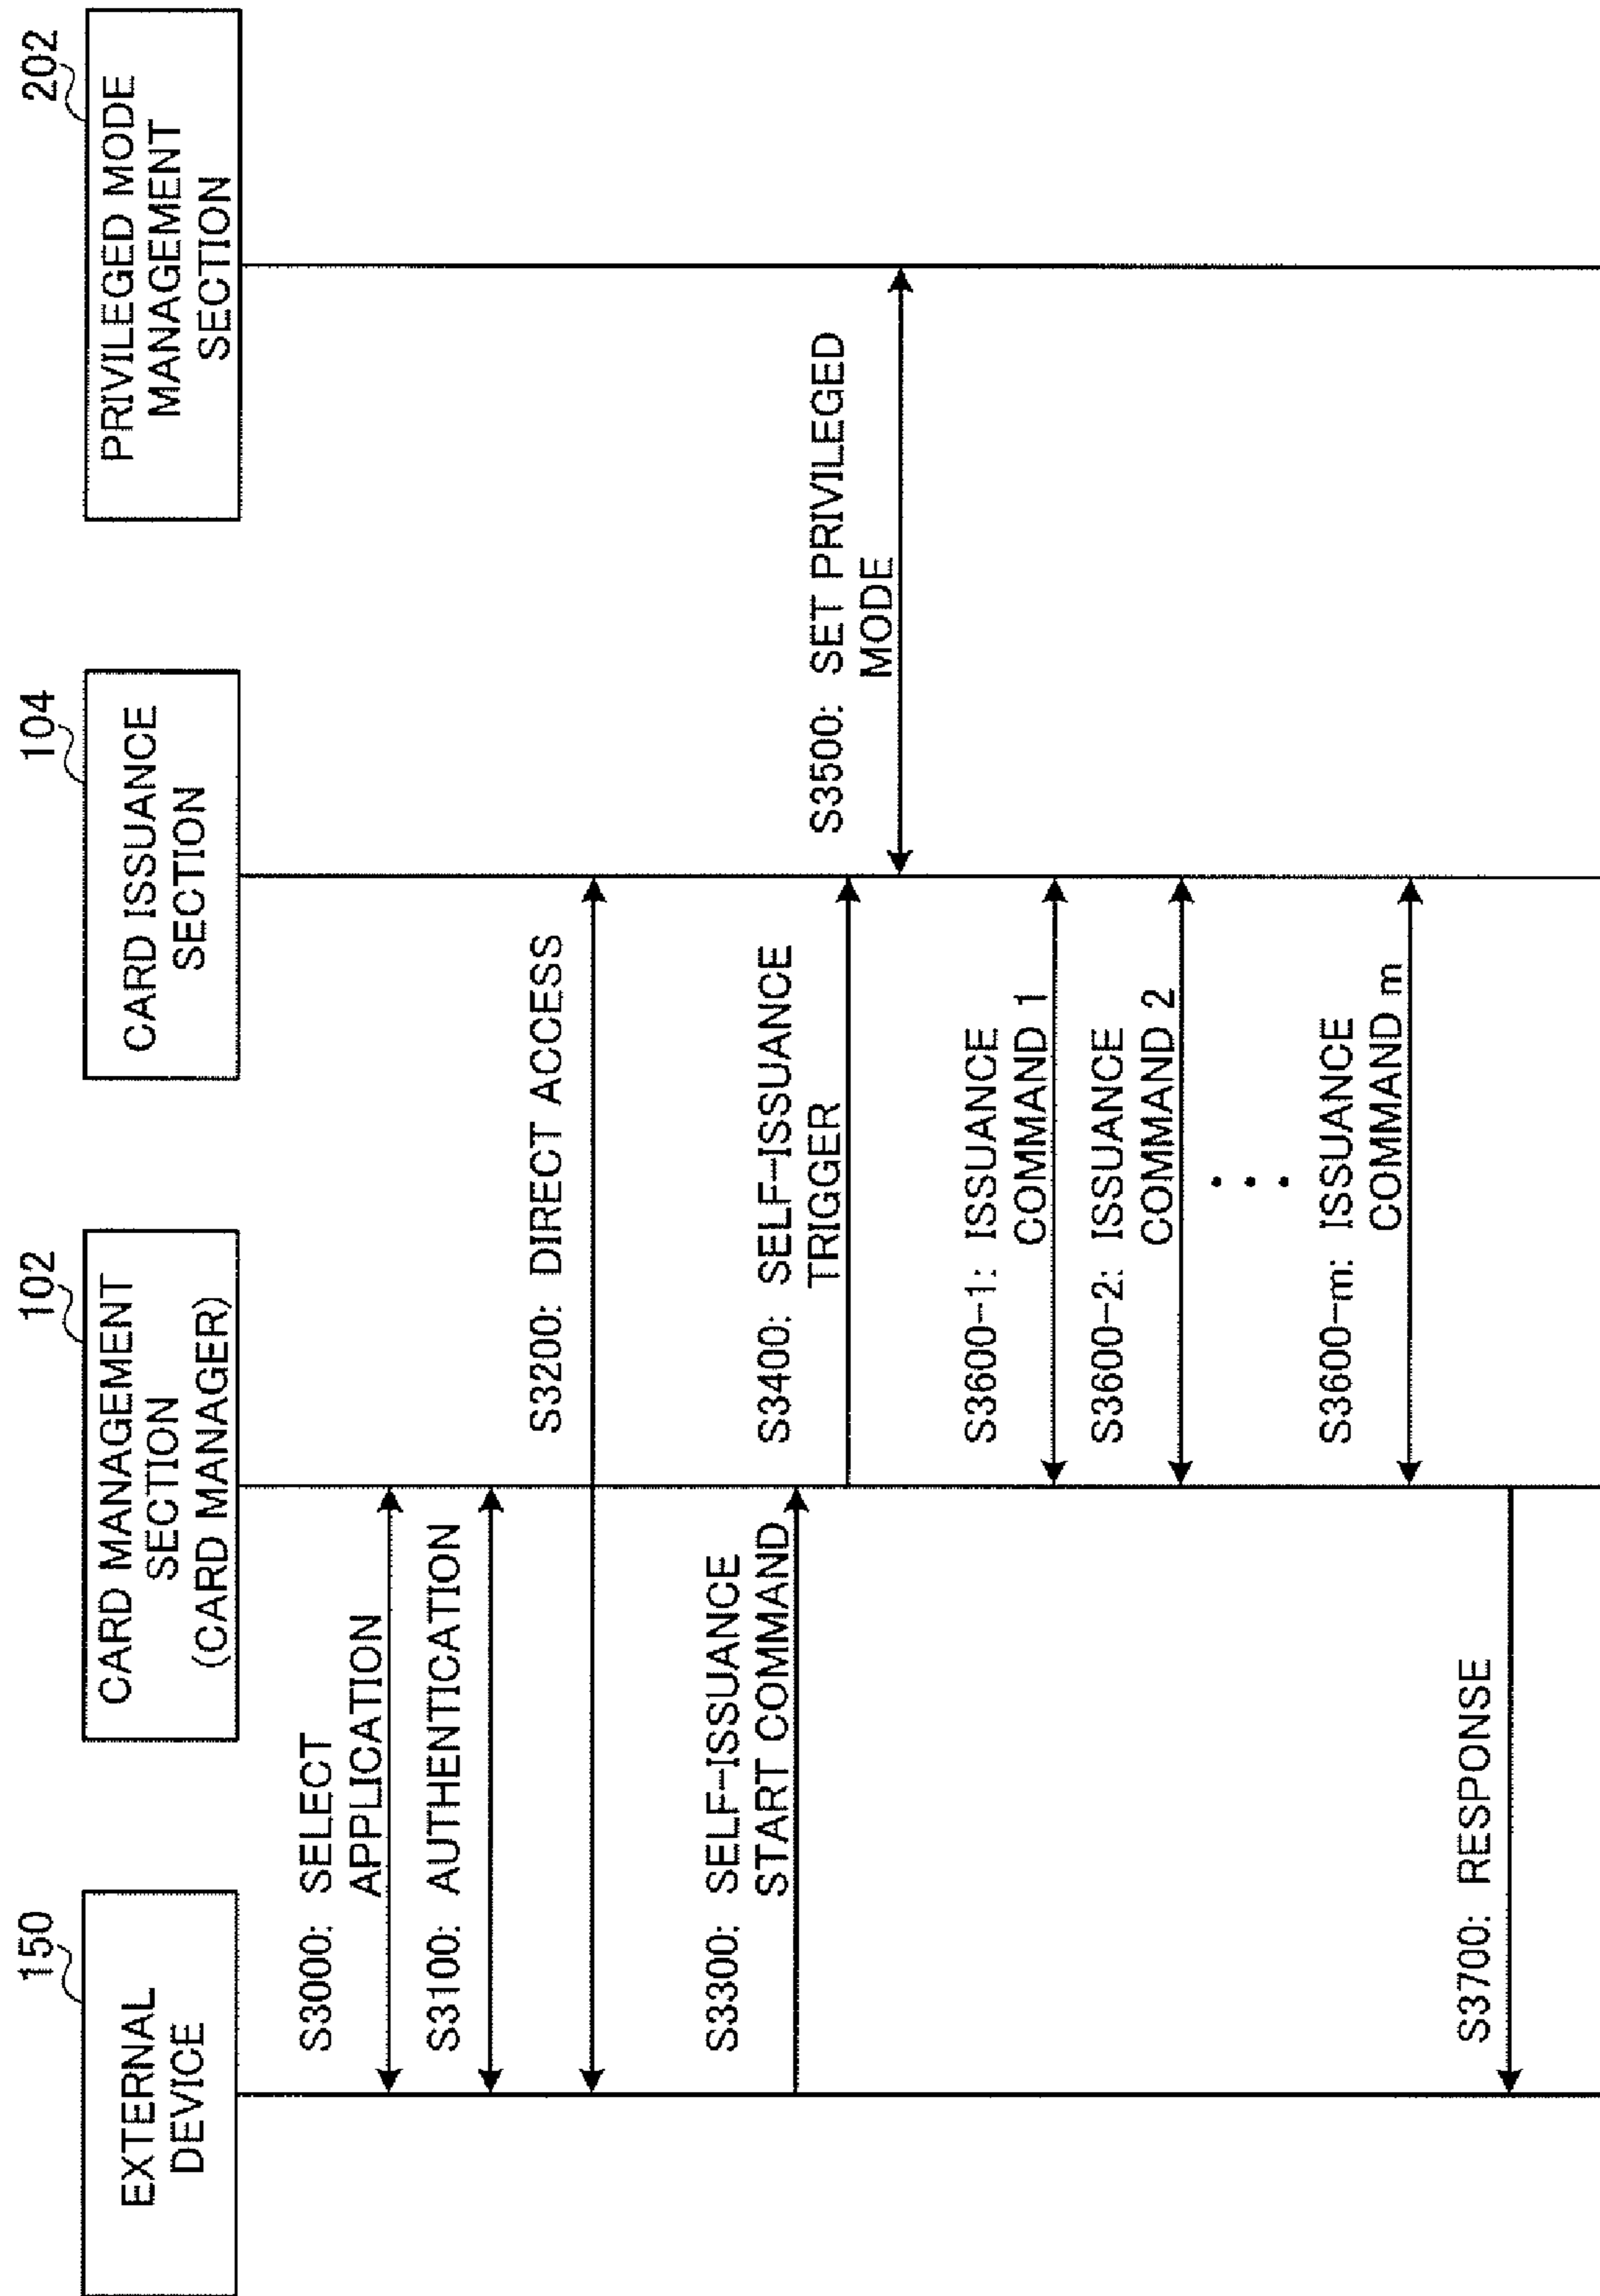 150
EXTERNAL
DEVICE
102
CARD MANAGEMENT
SECTION
(CARD MANAGER)
104
CARD ISSUANCE
SECTION
202
PRIVILEGED MODE
MANAGEMENT
SECTION
S3000: SELECT
APPLICATION
S3100: AUTHENTICATION
S3200: DIRECT ACCESS
S3300: SELF-ISSUANCE
START COMMAND
S3400: SELF-ISSUANCE
TRIGGER
S3500: SET PRIVILEGED
MODE
S3600-1: ISSUANCE
COMMAND 1
S3600-2: ISSUANCE
COMMAND 2
• • •
S3600-m: ISSUANCE
COMMAND m
S3700: RESPONSE